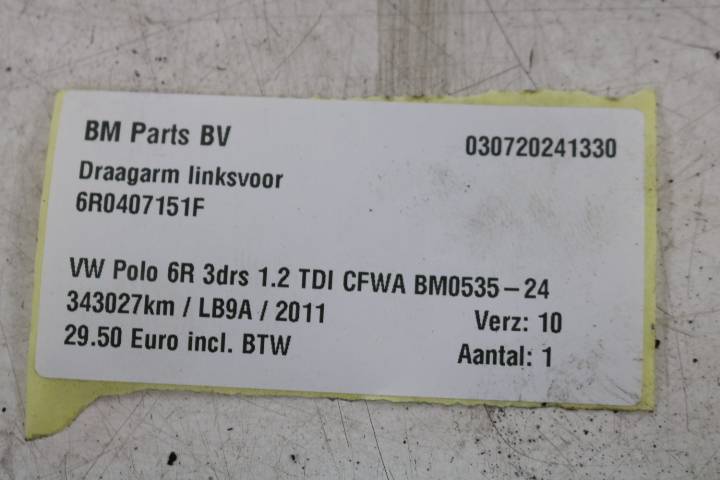 BM Parts BV 030720241330
Draagarm linksvoor
6R0407151F
VW Polo 6R 3drs 1.2 TDI CFWA BM0535-24
343027km / LB9A / 2011 Verz: 10
29.50 Euro incl. BTW Aantal: 1